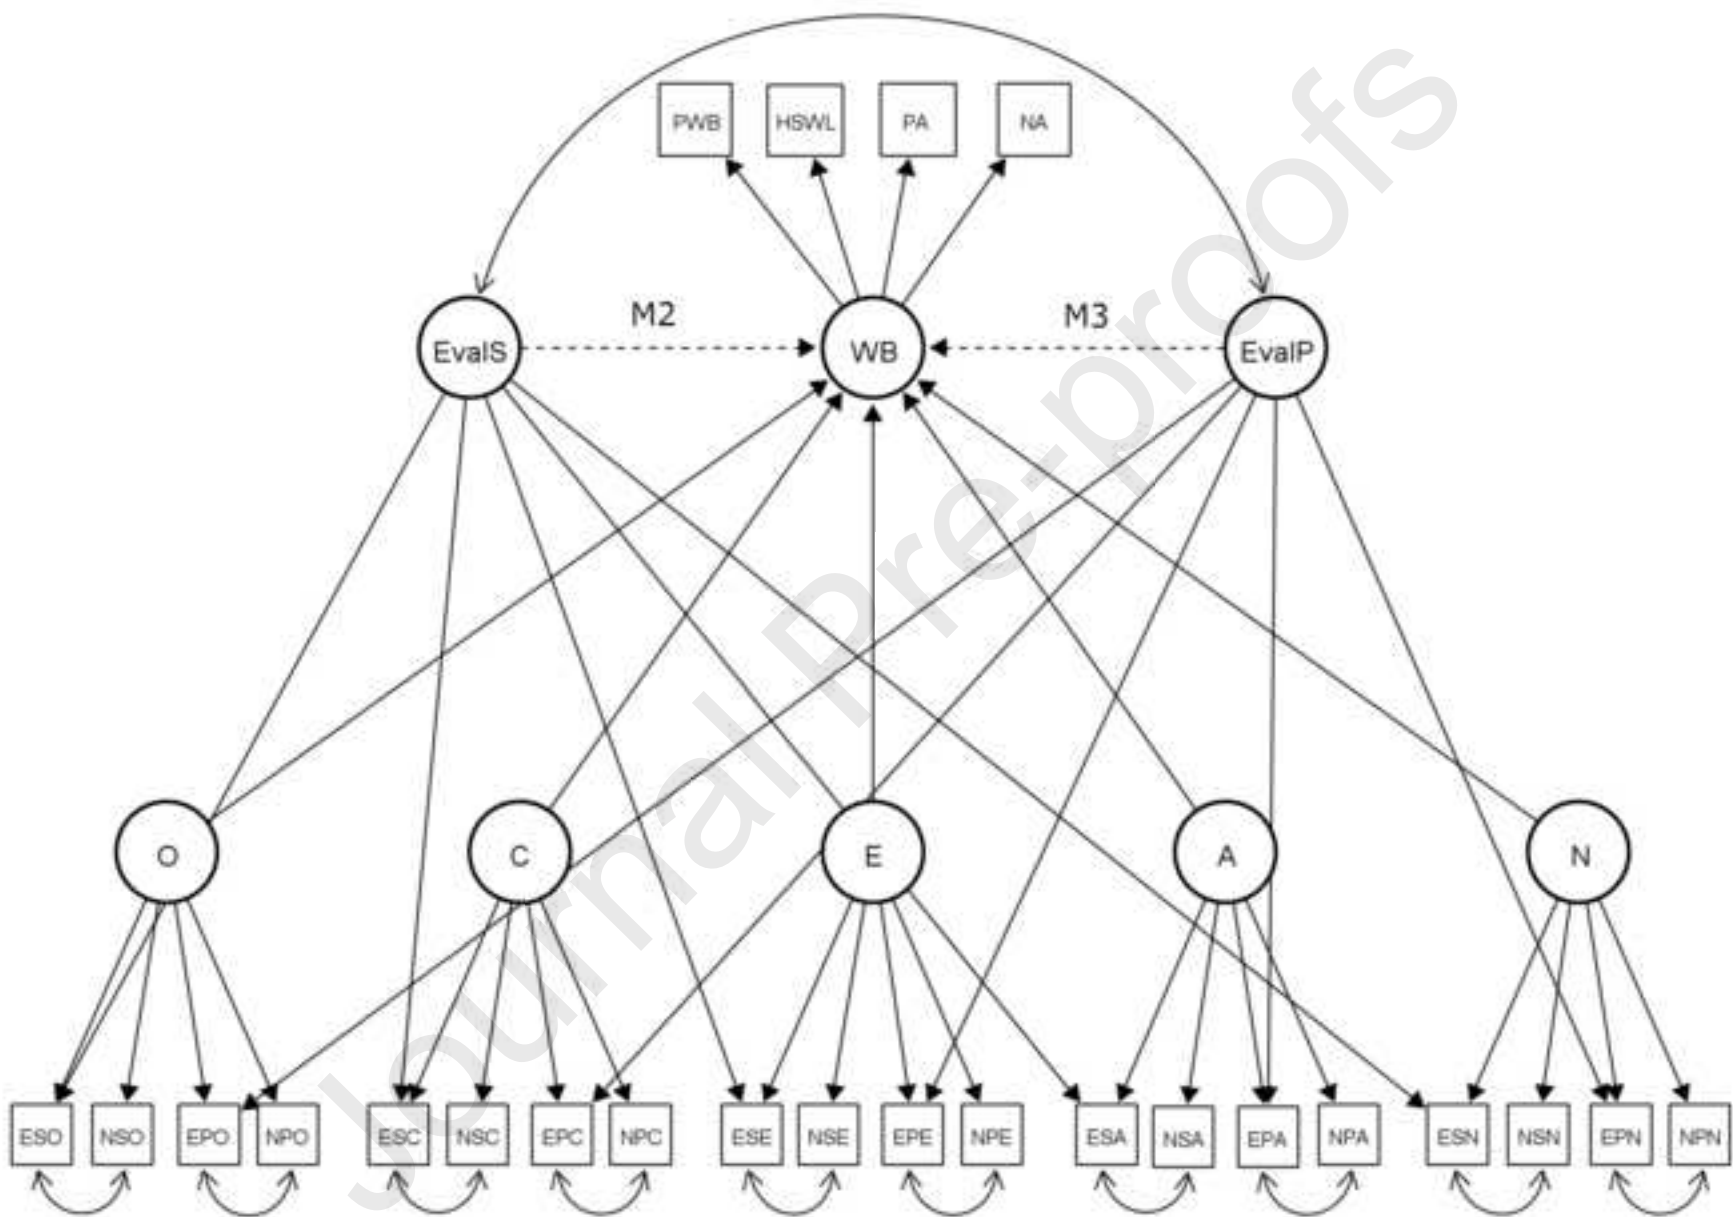 PWB HSWL PA NA
M2 M3
EvalS WB EvalP
O C E A N
ESO NSO EPO NPO ESC NSC EPC NPC ESE NSE EPE NPE ESA NSA EPA NPA ESN NSN EPN NPN
Journal Pre-proofs